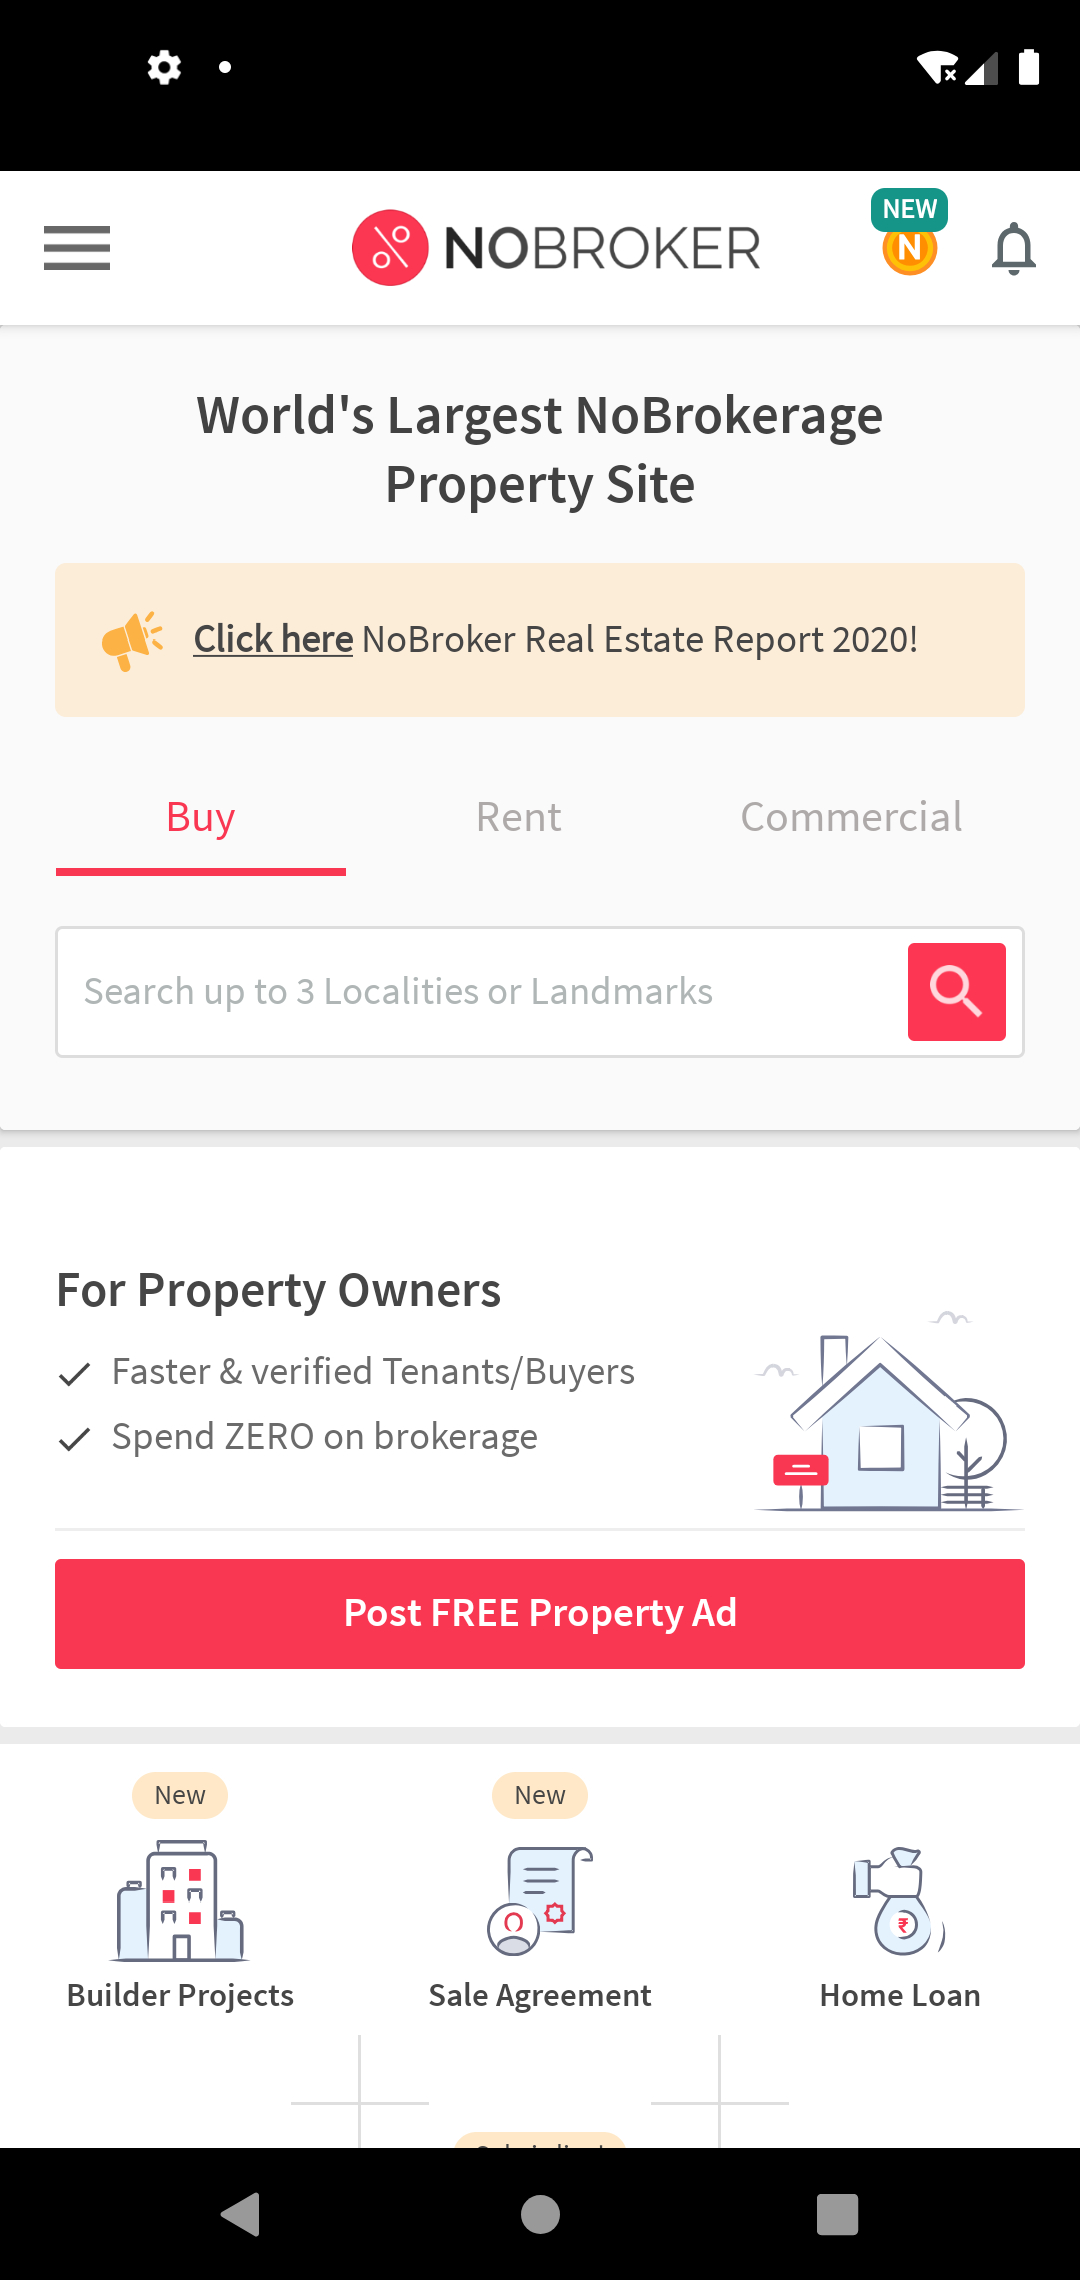 NEW
N
NOBROKER
World's Largest NoBrokerage
Property Site
Click here NoBroker Real Estate Report 2020!
Buy Rent Commercial
Search up to 3 Localities or Landmarks
For Property Owners
Faster & verified Tenants/Buyers
Spend ZERO on brokerage
Post FREE Property Ad
New New
₹
Builder Projects Sale Agreement Home Loan